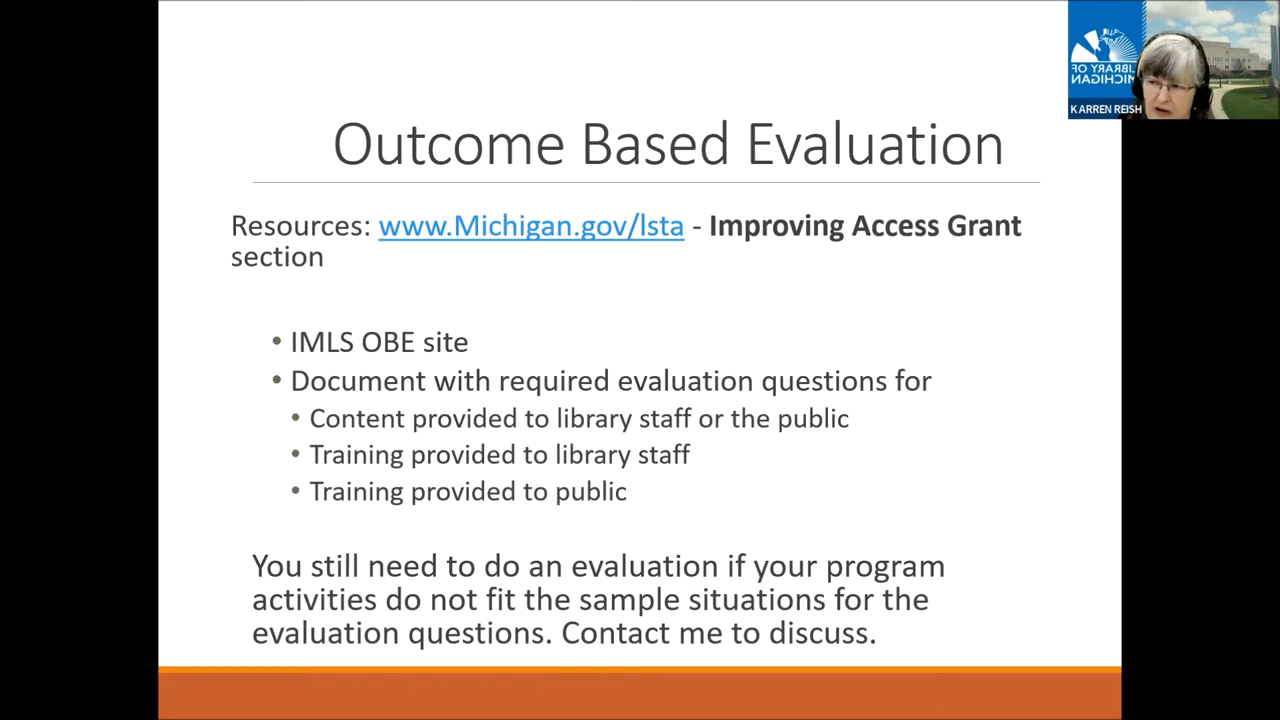 Outcome Based Evaluation
Resources: www.Michigan.gov/lsta - Improving Access Grant
section
• IMLS OBE site
• Document with required evaluation questions for
• Content provided to library staff or the public
• Training provided to library staff
• Training provided to public
You still need to do an evaluation if your program
activities do not fit the sample situations for the
evaluation questions. Contact me to discuss.
LIBRARY OF
MICHIGAN
KARREN REISH